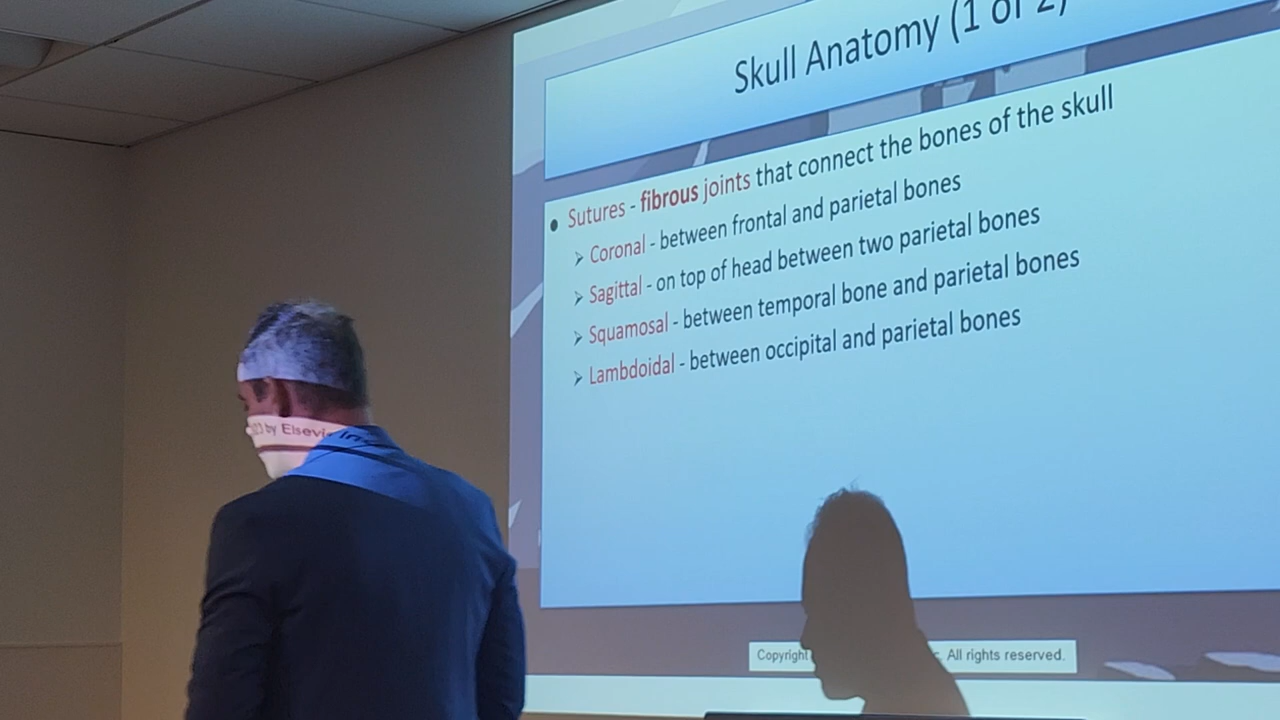 Skull Anatomy (1 of 2)
Sutures - fibrous joints that connect the bones of the skull
Coronal - between frontal and parietal bones
Sagittal - on top of head between two parietal bones
Squamosal - between temporal bone and parietal bones
Lambdoidal - between occipital and parietal bones
by Elsevi
Copyright All rights reserved.